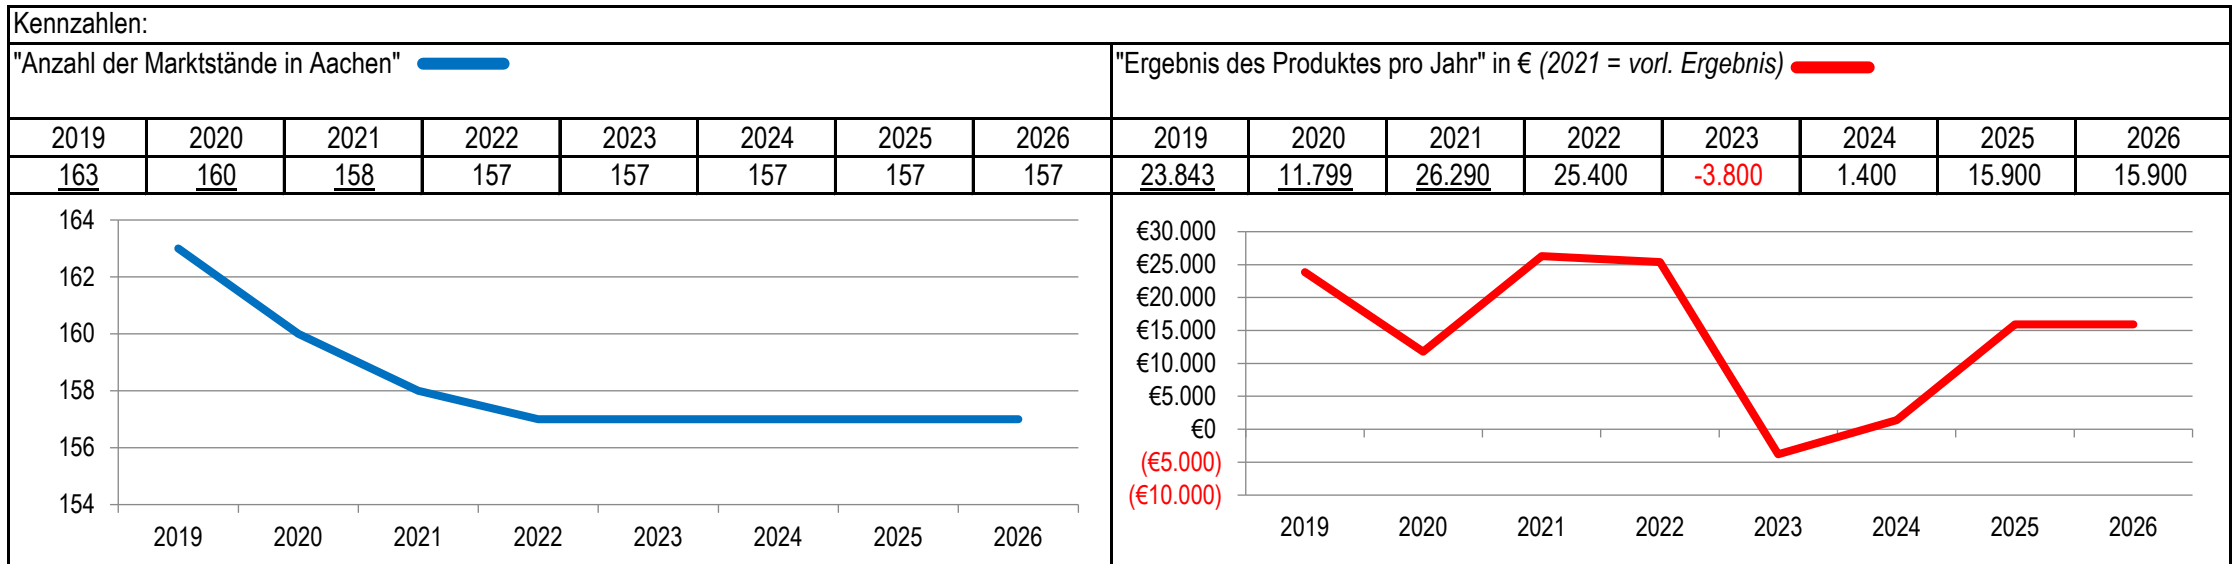 Kennzahlen:
"Anzahl der Marktstände in Aachen"
"Ergebnis des Produktes pro Jahr" in € (2021 = vorl. Ergebnis)
2019 2020 2021 2022 2023 2024 2025 2026
163 160 158 157 157 157 157 157
2019 2020 2021 2022 2023 2024 2025 2026
23.843 11.799 26.290 25.400 -3.800 1.400 15.900 15.900
164
162
160
158
156
154
2019 2020 2021 2022 2023 2024 2025 2026
€30.000
€25.000
€20.000
€15.000
€10.000
€5.000
€0
(€5.000)
(€10.000)
2019 2020 2021 2022 2023 2024 2025 2026